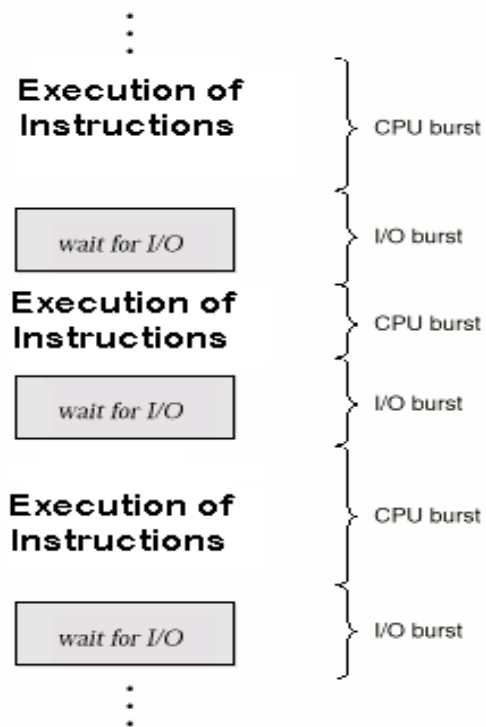 Execution of
Instructions
CPU burst
wait for I/O
I/O burst
Execution of
Instructions
CPU burst
wait for I/O
I/O burst
Execution of
Instructions
CPU burst
wait for I/O
I/O burst